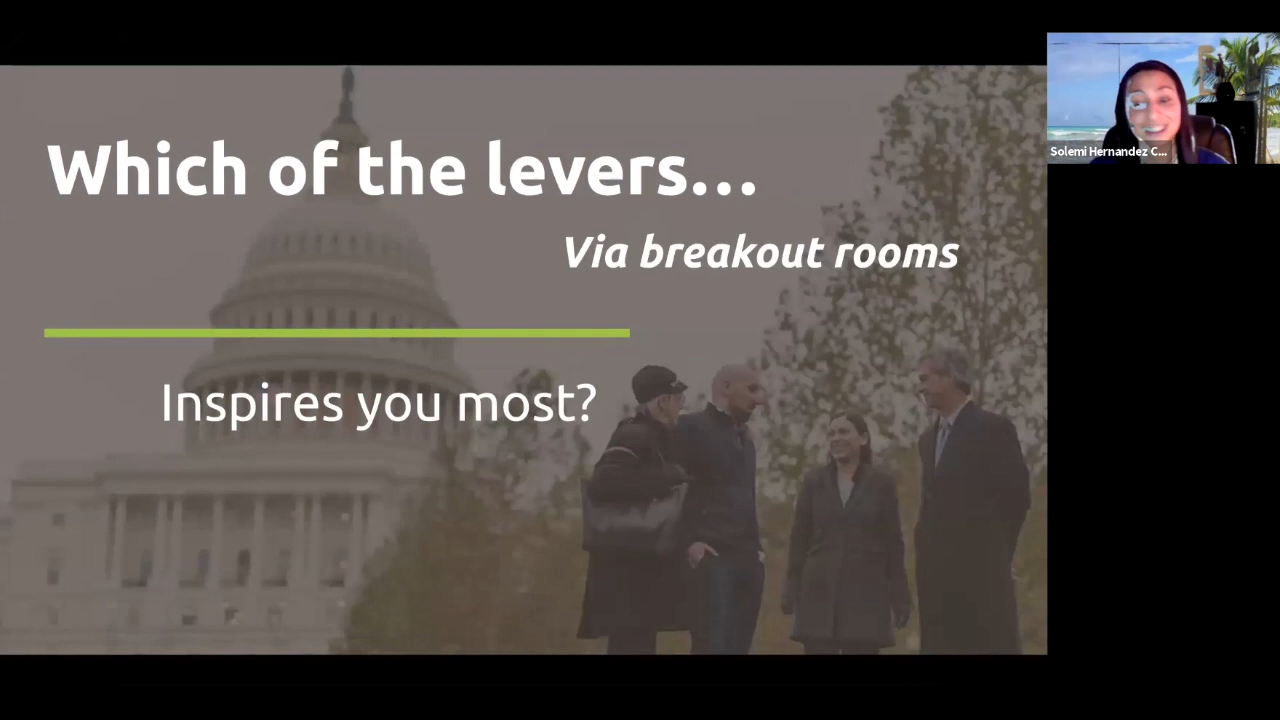 Which of the levers...
Via breakout rooms
Inspires you most?
Solemi Hernandez C...